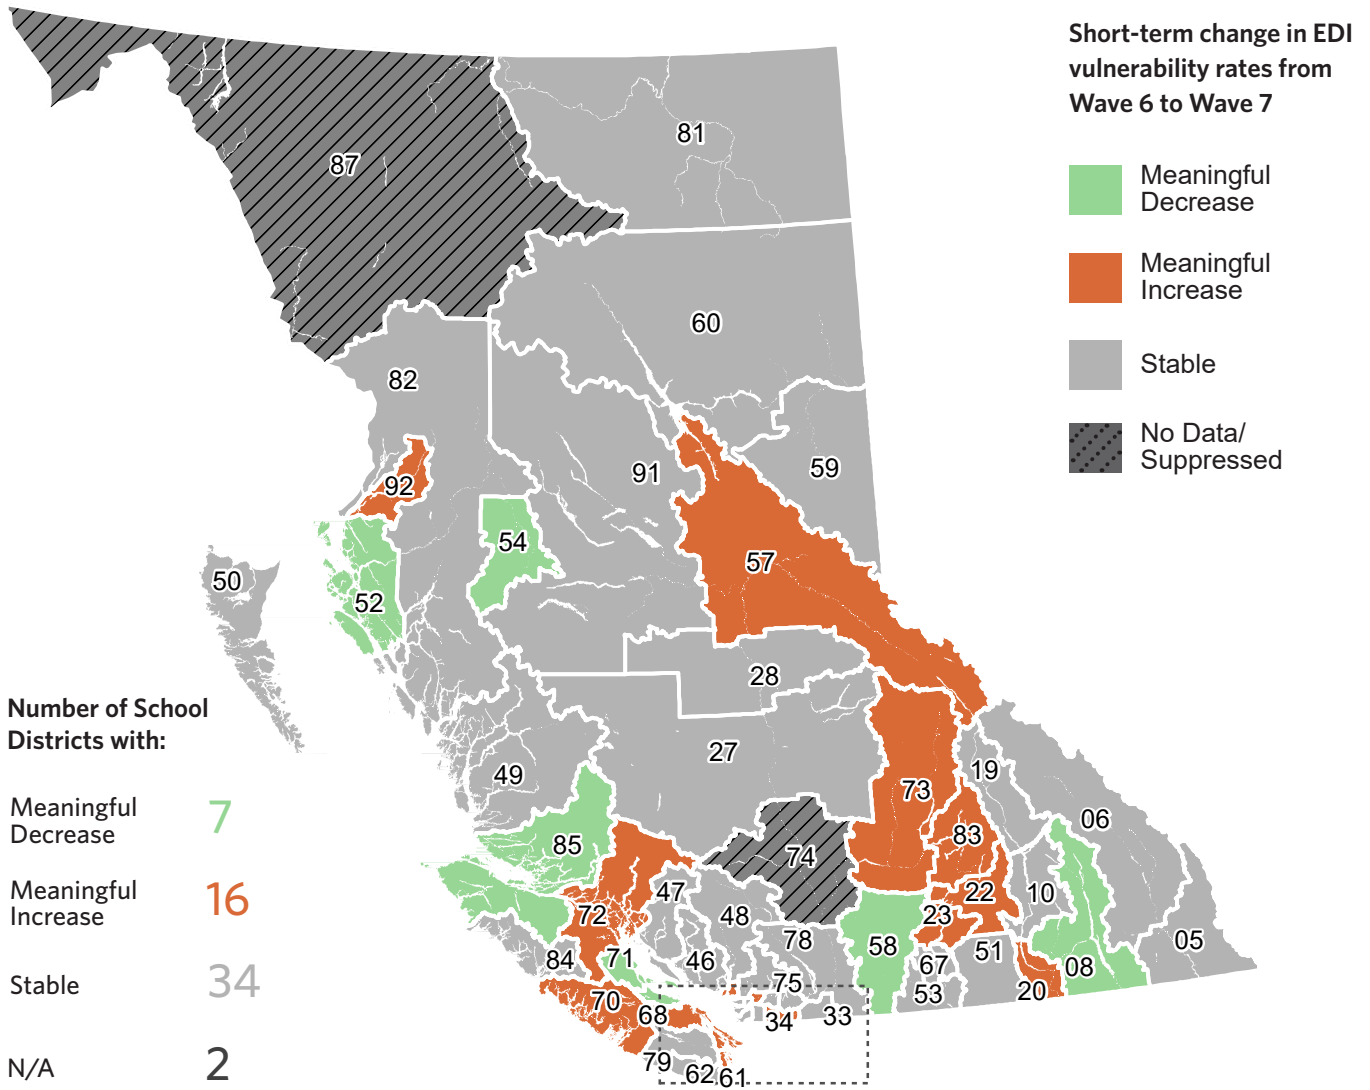 Short-term change in EDI
vulnerability rates from
Wave 6 to Wave 7
Meaningful
Decrease
Meaningful
Increase
Stable
No Data/
Suppressed
81
87
60
82
59
91
92
54
57
50
52
28
27
49
19
73
06
83
85
74
47
22
10
72
48
23
78
58
05
84
71
46
67
51
08
75
53
20
70
68
34
33
79
62
61
Number of School
Districts with:
Meaningful
Decrease
7
Meaningful
Increase
16
Stable
34
N/A
2